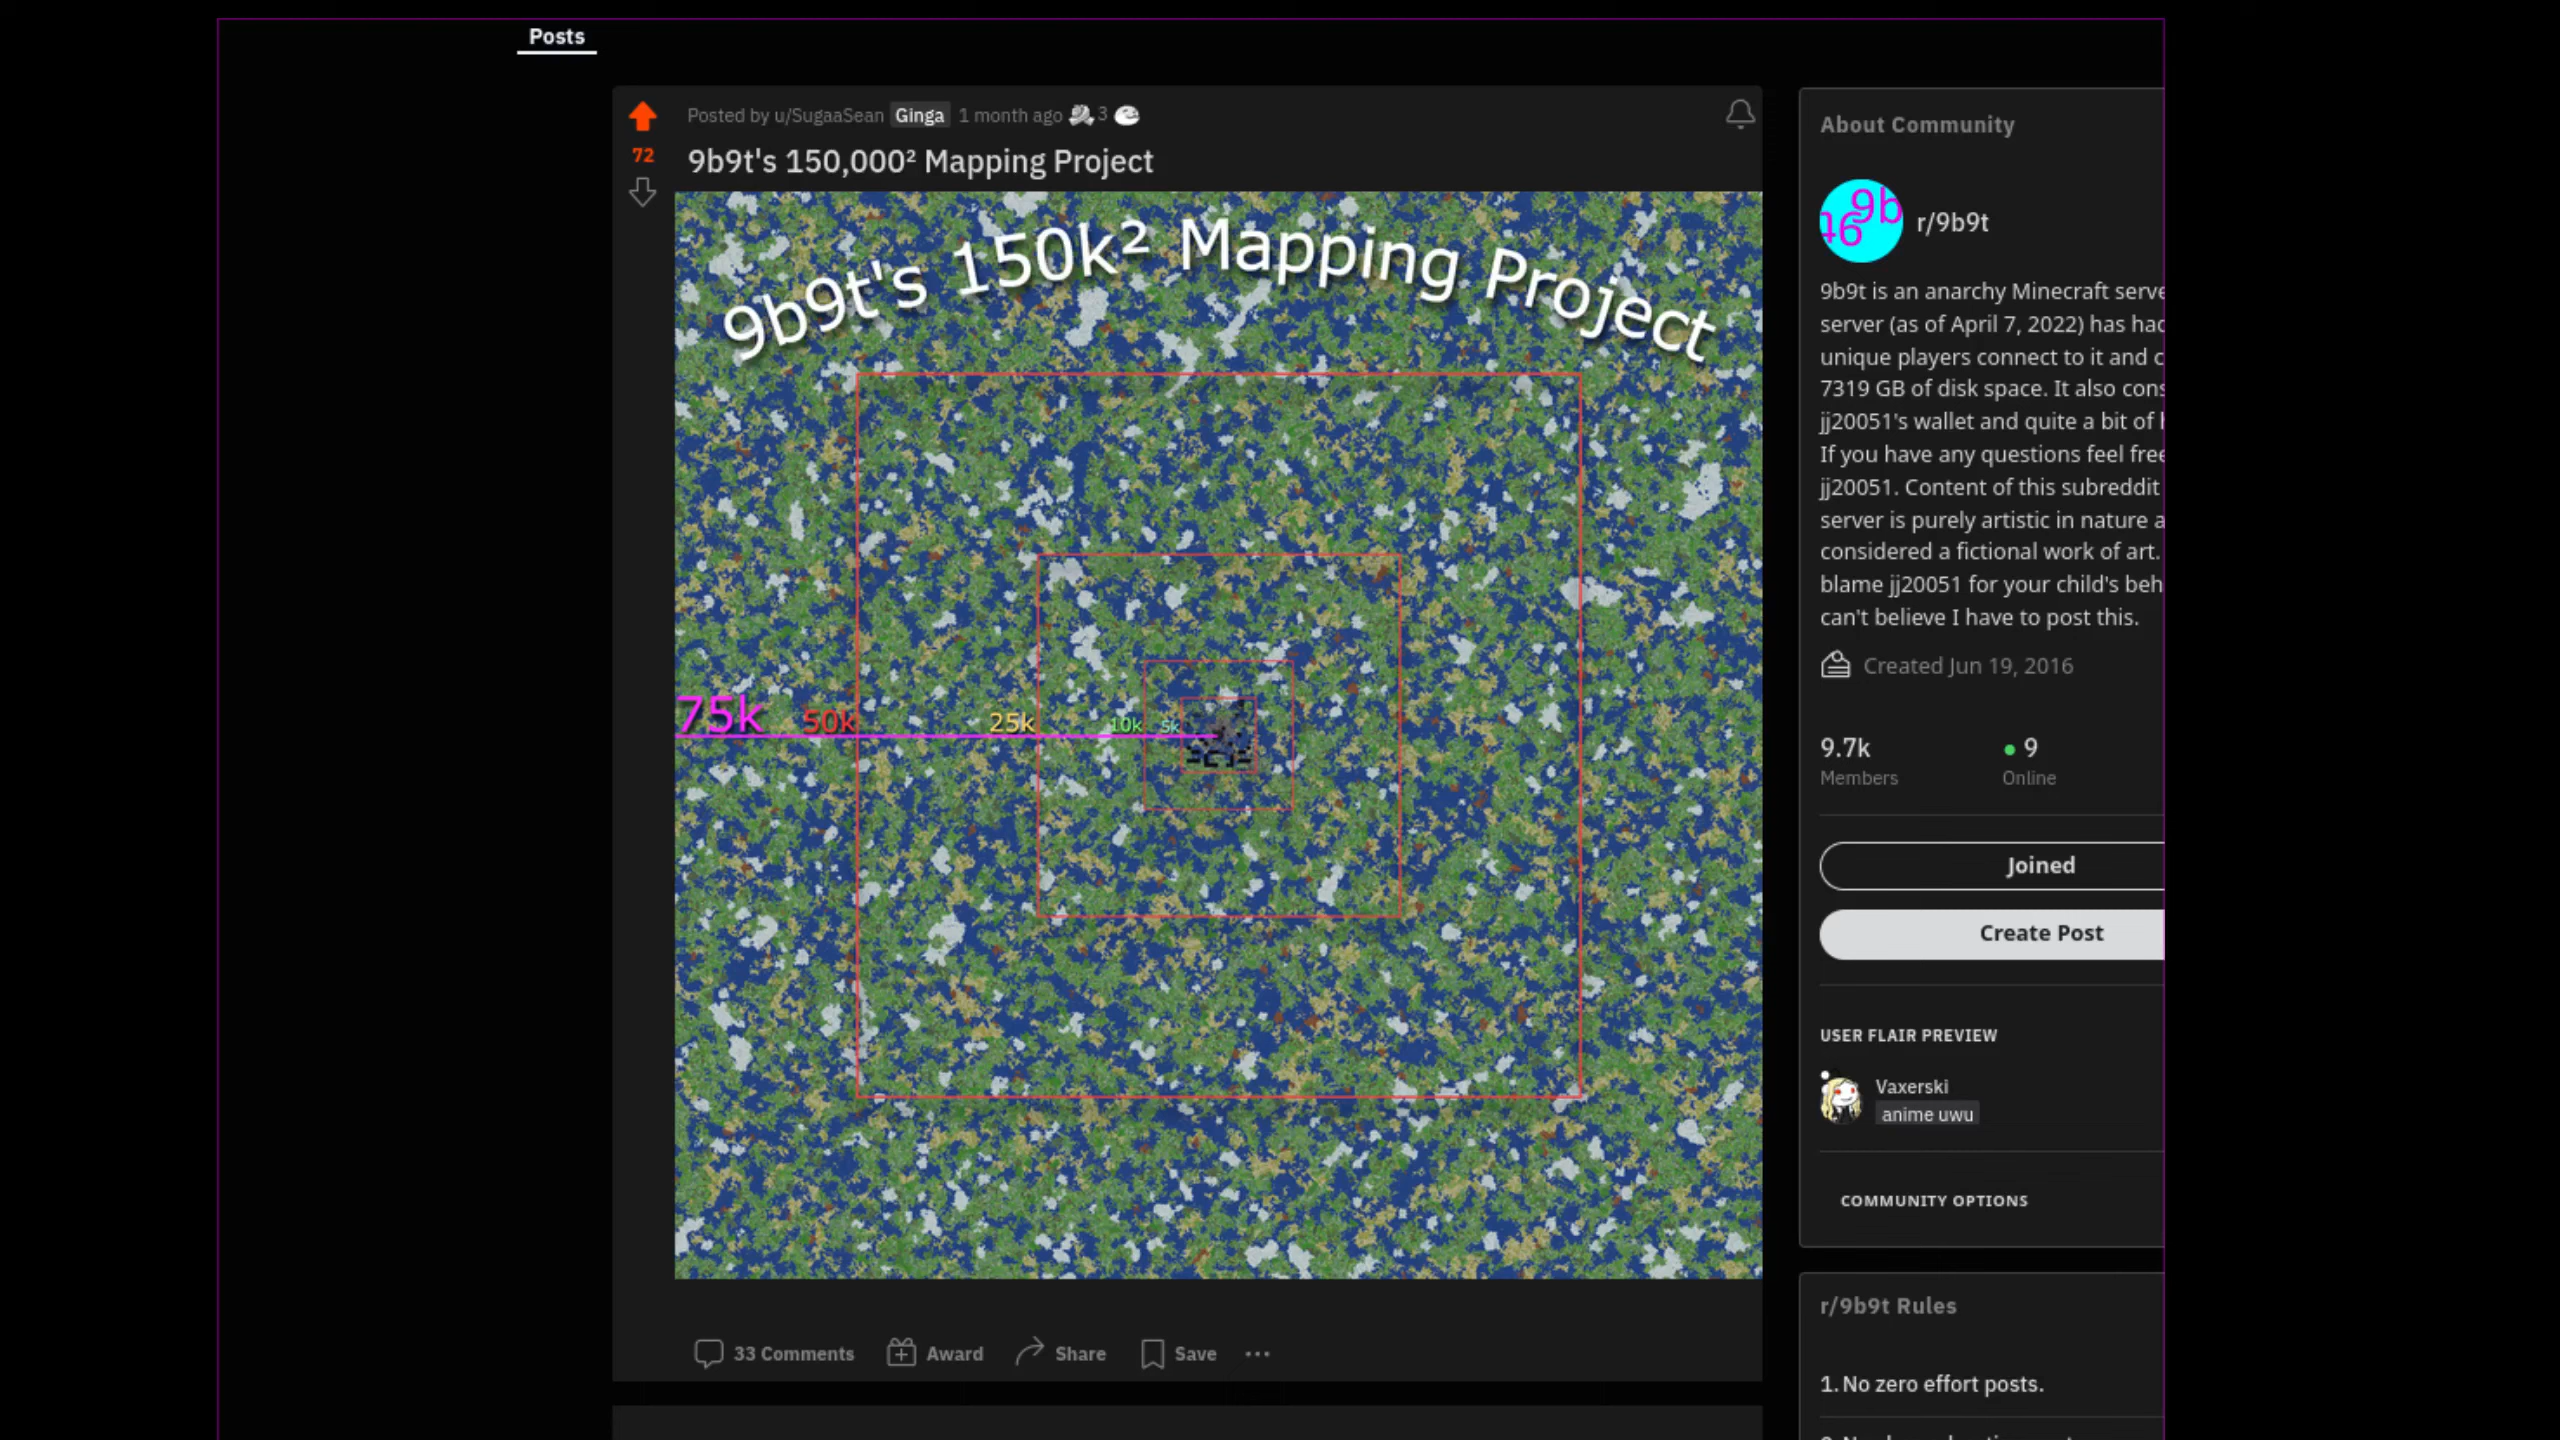 Posts
Posted by u/SugaaSean Ginga 1 month ago 3
72
9b9t's 150,000² Mapping Project
9b9t's 150k² Mapping Project
75k 50k 25k 10k 5k
33 Comments Award Share Save
About Community
9b 9t
r/9b9t
9b9t is an anarchy Minecraft serve
server (as of April 7, 2022) has had
unique players connect to it and c
7319 GB of disk space. It also cons
jj20051's wallet and quite a bit of
If you have any questions feel free
jj20051. Content of this subreddit
server is purely artistic in nature a
considered a fictional work of art.
blame jj20051 for your child's beh
can't believe I have to post this.
Created Jun 19, 2016
9.7k 9
Members Online
Joined
Create Post
USER FLAIR PREVIEW
Vaxerski
anime uwu
COMMUNITY OPTIONS
r/9b9t Rules
1. No zero effort posts.